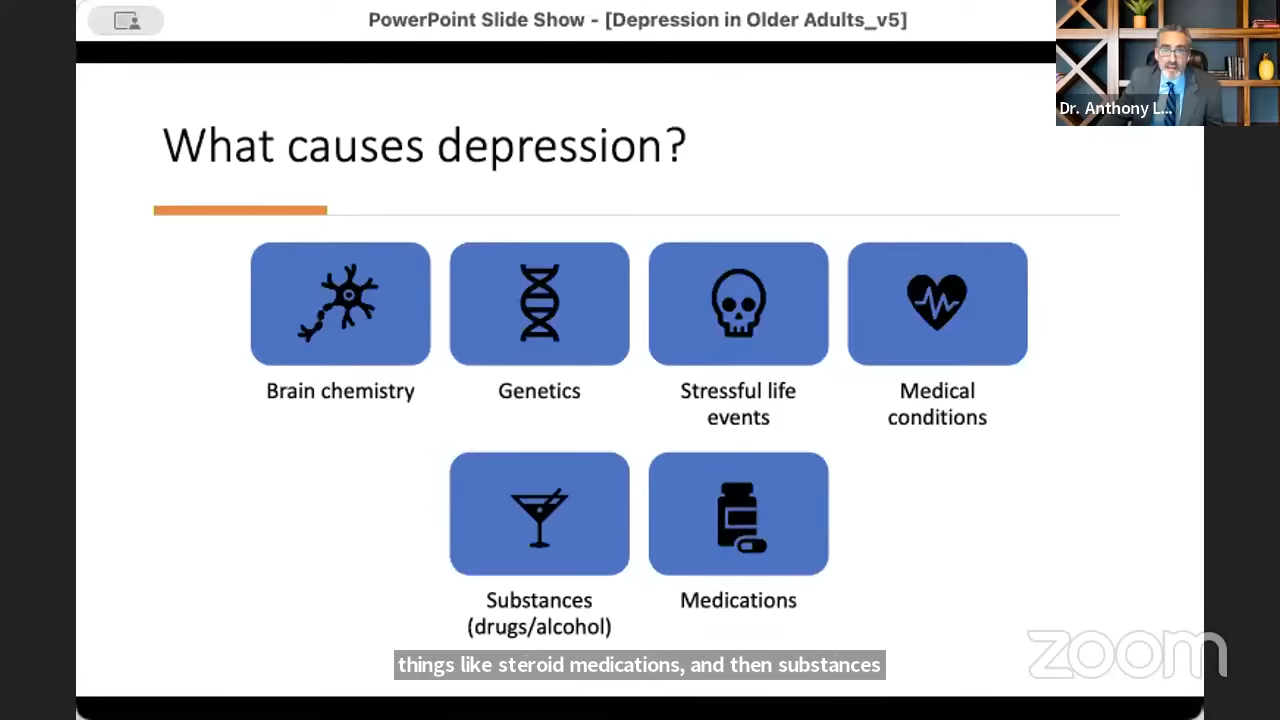 PowerPoint Slide Show - [Depression in Older Adults_v5]
Dr. Anthony L...
What causes depression?
Brain chemistry
Genetics
Stressful life
events
Medical
conditions
Substances
(drugs/alcohol)
Medications
things like steroid medications, and then substances
zoom